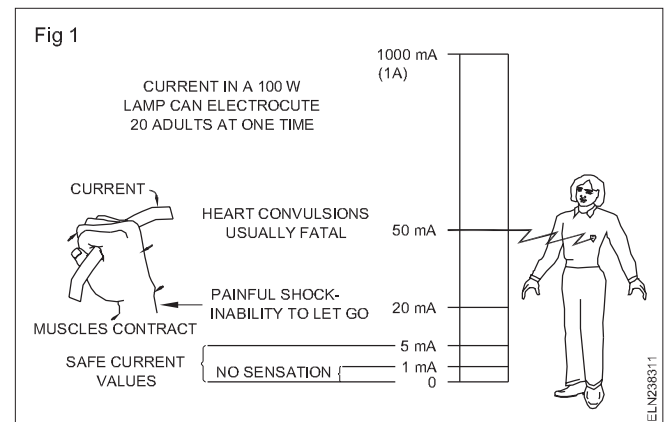 Fig 1
1000 mA
(1A)
CURRENT IN A 100 W
LAMP CAN ELECTROCUTE
20 ADULTS AT ONE TIME
CURRENT
HEART CONVULSIONS
USUALLY FATAL
50 mA
PAINFUL SHOCK-
INABILITY TO LET GO
20 mA
MUSCLES CONTRACT
5 mA
SAFE CURRENT
VALUES
NO SENSATION
1 mA
0
ELN238311